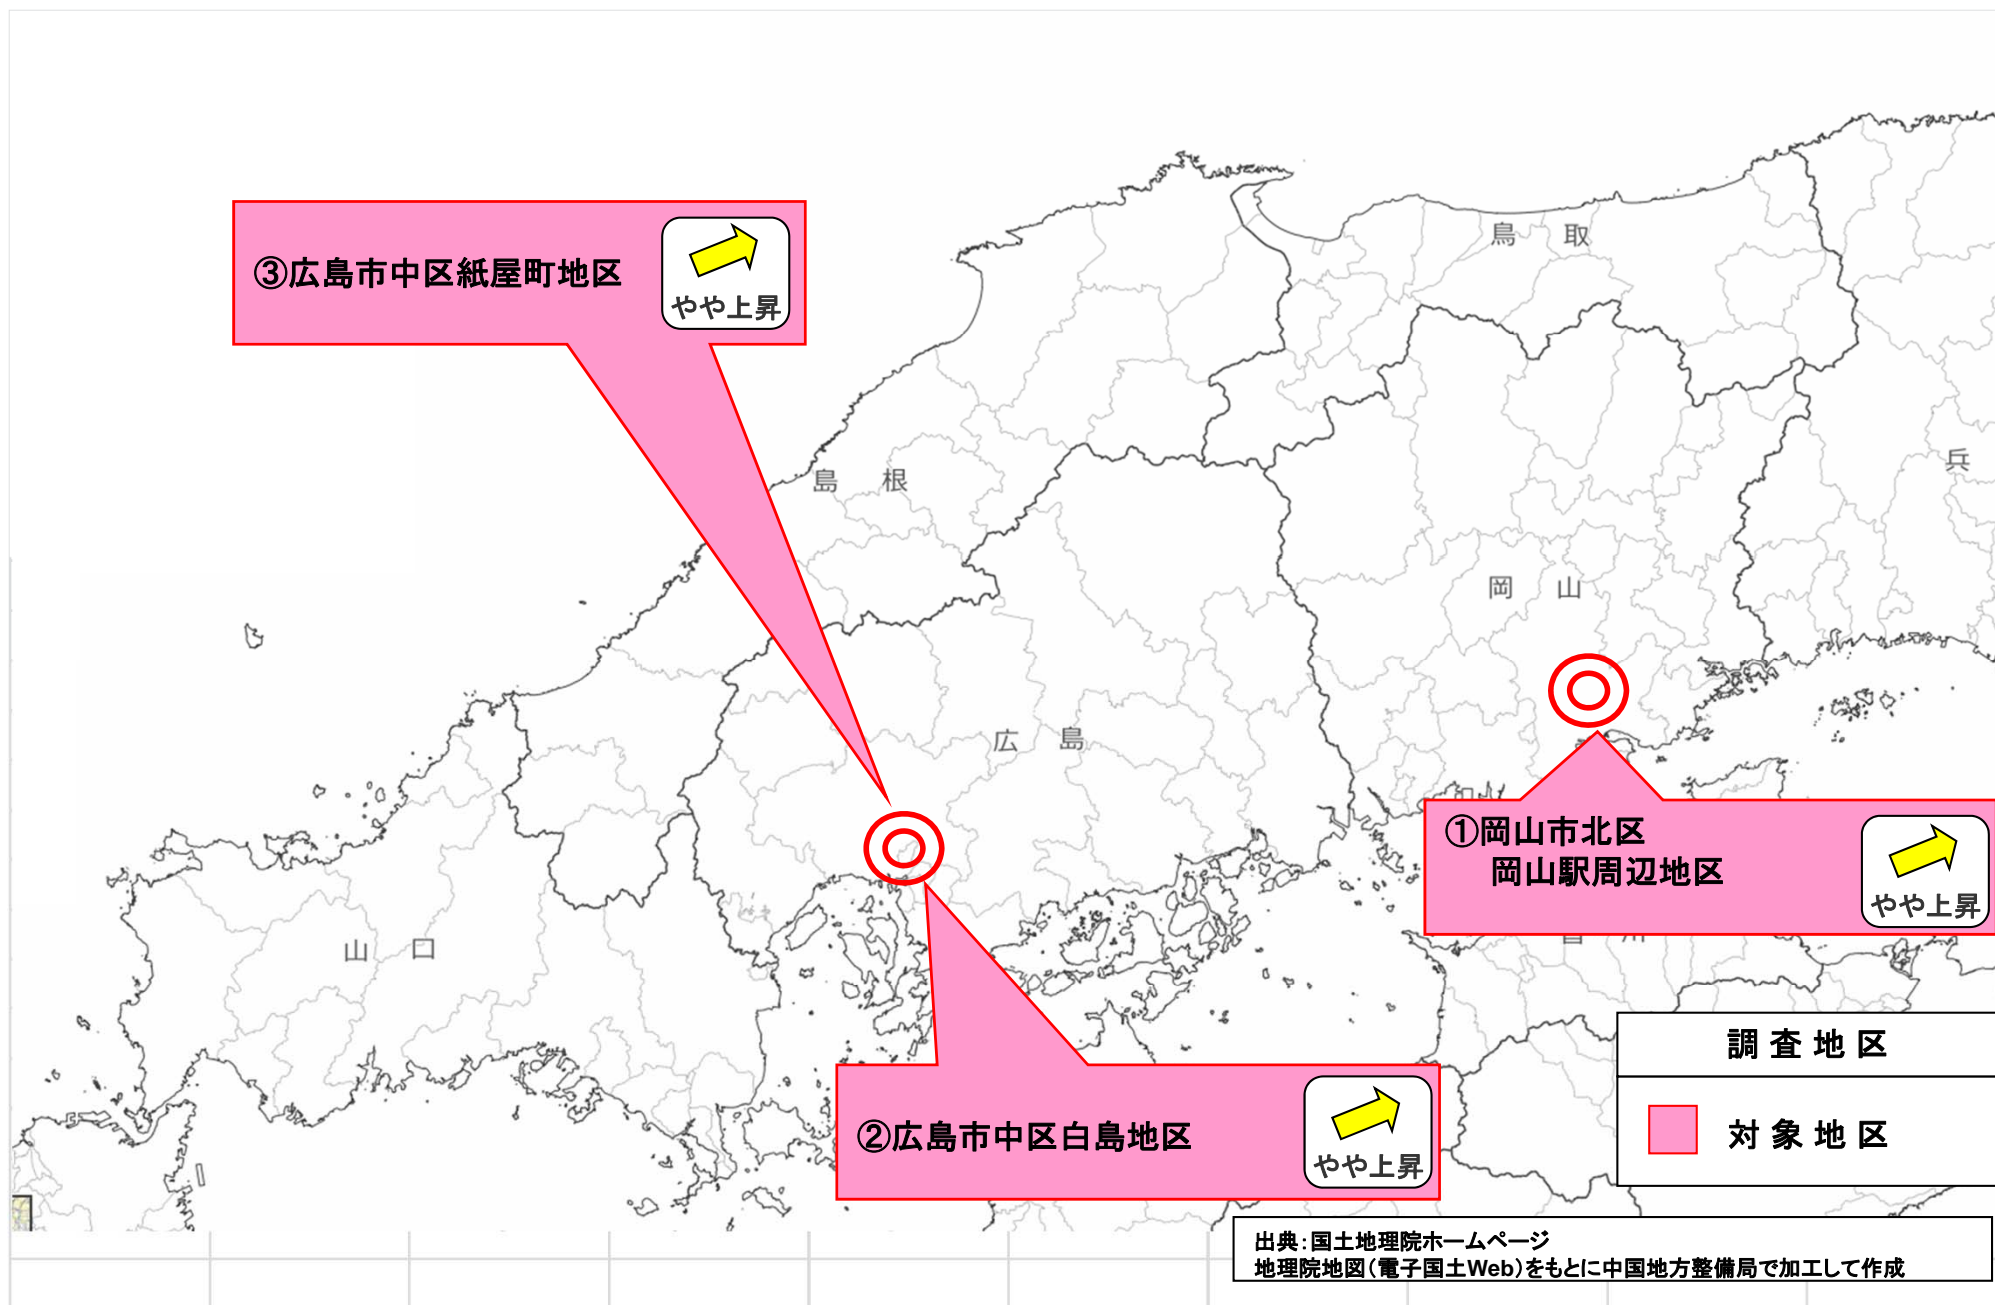 ③広島市中区紙屋町地区
やや上昇
鳥取
島根
兵
岡山
広島
①岡山市北区
岡山駅周辺地区
やや上昇
山口
調査地区
対象地区
②広島市中区白島地区
やや上昇
出典：国土地理院ホームページ
地理院地図（電子国土Web）をもとに中国地方整備局で加工して作成